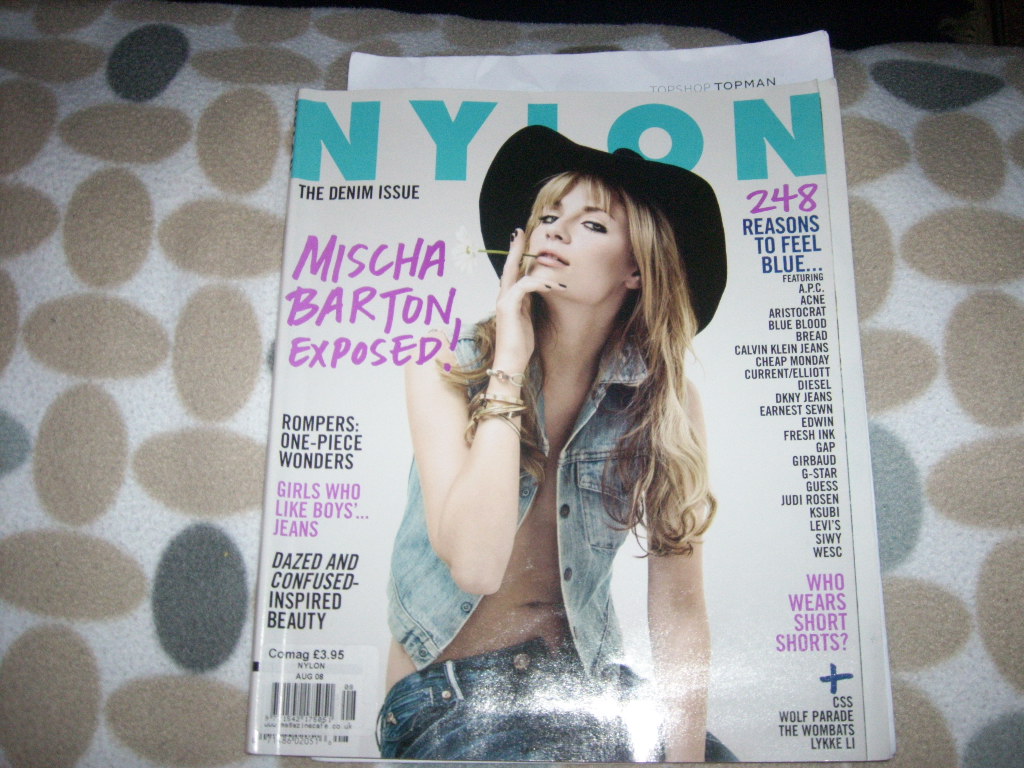 TOPSHOP TOPMAN
NYLON
THE DENIM ISSUE
MISCHA
BARTON,
EXPOSED!
ROMPERS:
ONE-PIECE
WONDERS
GIRLS WHO
LIKE BOYS'...
JEANS
DAZED AND
CONFUSED-
INSPIRED
BEAUTY
Comag £3.95
NYLON
AUG 08
08
248
REASONS
TO FEEL
BLUE...
FEATURING
A.P.C.
ACNE
ARISTOCRAT
BLUE BLOOD
BREAD
CALVIN KLEIN JEANS
CHEAP MONDAY
CURRENT/ELLIOTT
DIESEL
DKNY JEANS
EARNEST SEWN
EDWIN
FRESH INK
GAP
GIRBAUD
G-STAR
GUESS
JUDI ROSEN
KSUBI
LEVI'S
SIWY
WESC
WHO
WEARS
SHORT
SHORTS?
+
CSS
WOLF PARADE
THE WOMBATS
LYKKE LI